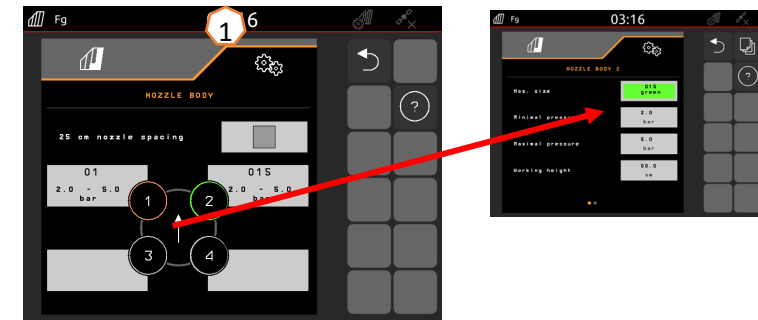 Fg
1
6
NOZZLE BODY
25 cm nozzle spacing
01
2.0 - 5.0
bar
015
2.0 - 5.0
bar
1
2
3
4
?
Fg
03:16
NOZZLE BODY 2
Noz. size
015
green
Minimal pressu
2.0
bar
Maximal pressure
5.0
bar
Working height
50.0
cm
?